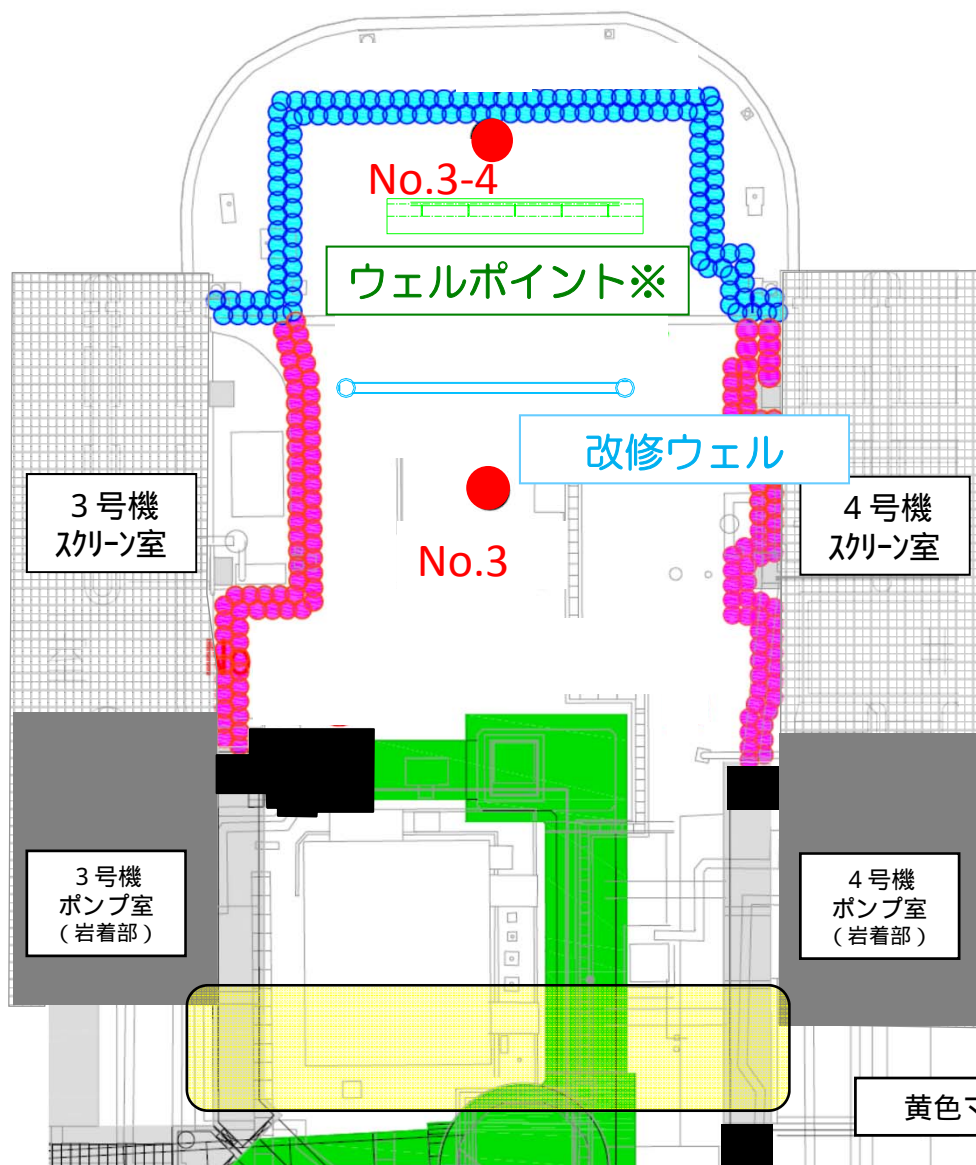 No.3-4
ウェルポイント※
改修ウェル
３号機
スクリーン室
４号機
スクリーン室
No.3
３号機
ポンプ室
（岩着部）
４号機
ポンプ室
（岩着部）
黄色